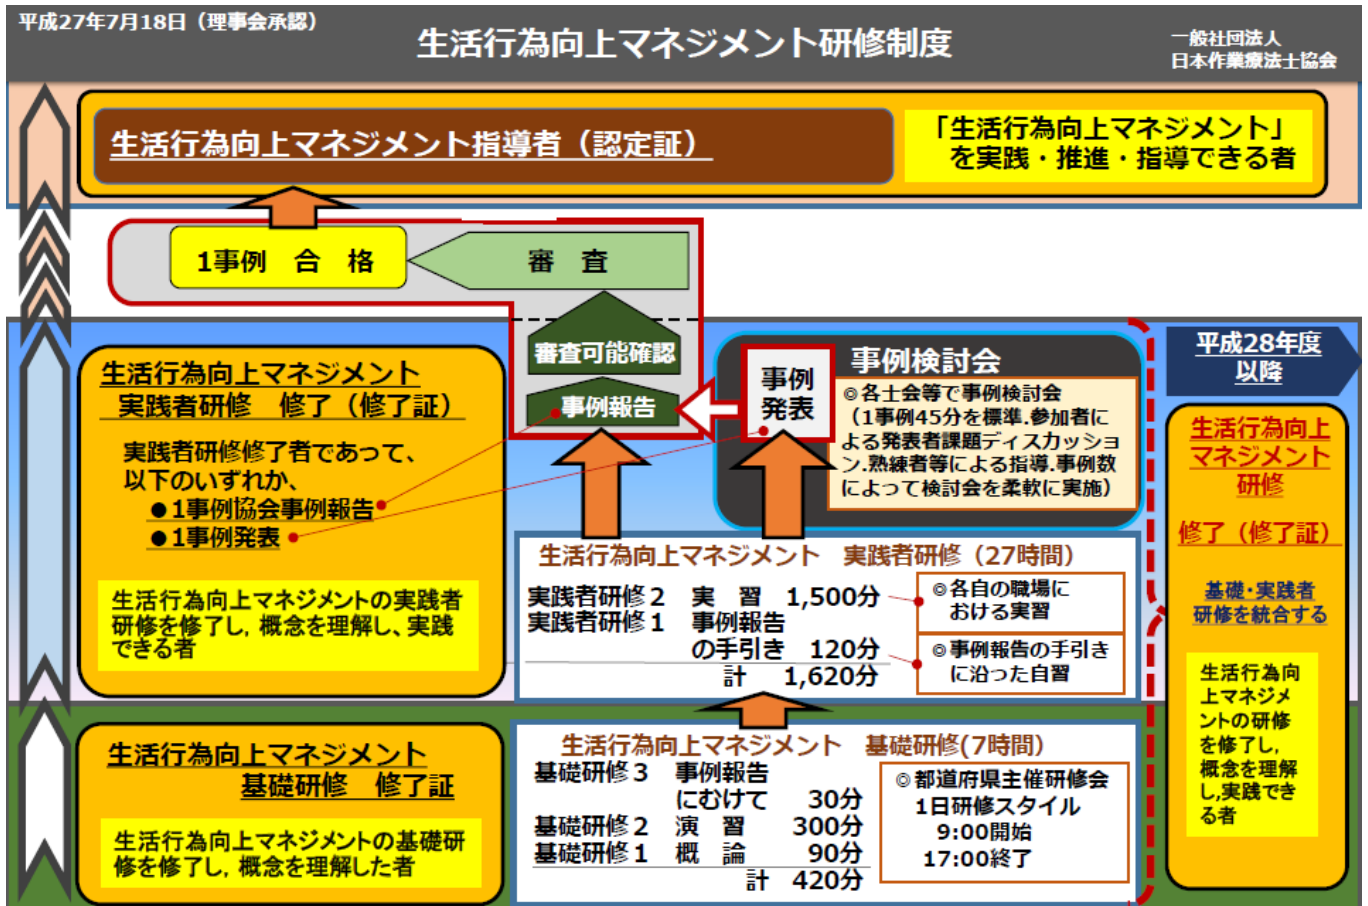 平成27年7月18日（理事会承認）
生活行為向上マネジメント研修制度
一般社団法人
日本作業療法士協会
生活行為向上マネジメント指導者（認定証）
「生活行為向上マネジメント」
を実践・推進・指導できる者
1事例　合　格
審　査
審査可能確認
事例報告
事例
発表
事例検討会
◎各士会等で事例検討会
（1事例45分を標準.参加者に
よる発表者課題ディスカッショ
ン.熟練者等による指導.事例数
によって検討会を柔軟に実施）
平成28年度
以降
生活行為向上マネジメント
実践者研修　修了（修了証）
実践者研修修了者であって、
以下のいずれか、
●1事例協会事例報告
●1事例発表
生活行為向上マネジメントの実践者
研修を修了し，概念を理解し、実践
できる者
生活行為向上マネジメント　実践者研修（27時間）
実践者研修２　実　習　1,500分
実践者研修１　事例報告
の手引き　120分
計　1,620分
◎各自の職場に
おける実習
◎事例報告の手引き
に沿った自習
生活行為向上
マネジメント
研修
修了（修了証）
基礎・実践者
研修を統合する
生活行為向
上マネジメ
ントの研修
を修了し，
概念を理解
し,実践でき
る者
生活行為向上マネジメント
基礎研修　修了証
生活行為向上マネジメントの基礎研
修を修了し，概念を理解した者
生活行為向上マネジメント　基礎研修(7時間）
基礎研修３　事例報告
にむけて　30分
基礎研修２　演　習　300分
基礎研修１　概　論　90分
計　420分
◎都道府県主催研修会
1日研修スタイル
9:00開始
17:00終了